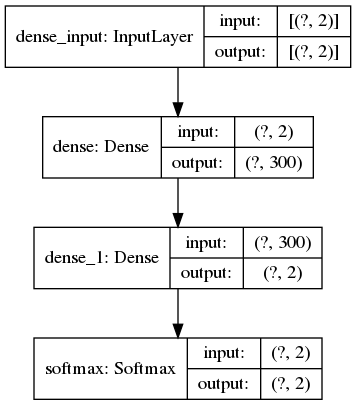 dense_input: InputLayer
input: [(?, 2)]
output: [(?, 2)]
dense: Dense
input: (?, 2)
output: (?, 300)
dense_1: Dense
input: (?, 300)
output: (?, 2)
softmax: Softmax
input: (?, 2)
output: (?, 2)